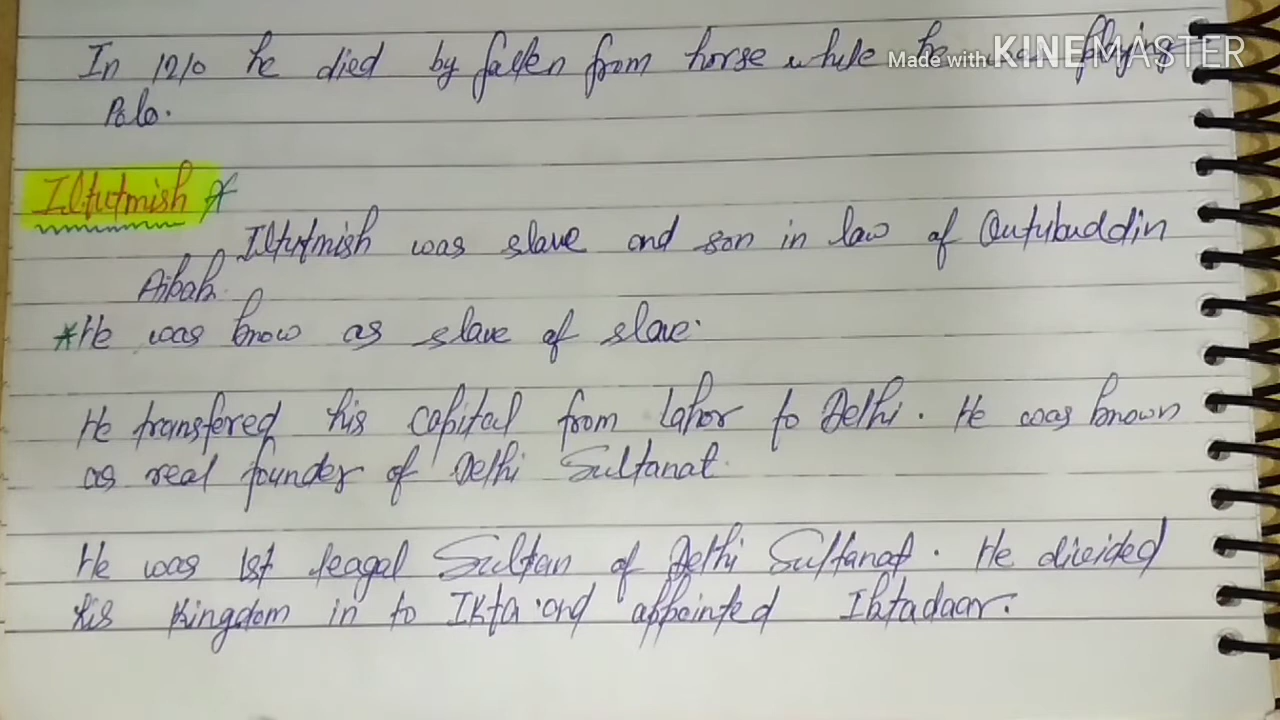 In 1210 he died by fallen from horse while he was plying
Polo.
Made with KINEMASTER
Iltutmish
Iltutmish was slave and son in law of Qutubuddin
Aibak.
*He was know as slave of slave.
He transfered his capital from Lahor to Delhi. He was known
as real founder of Delhi Sultanat.
He was 1st leagal Sultan of Delhi Sultanat. He divided
his Kingdom in to IKta and appointed Iktadaar.